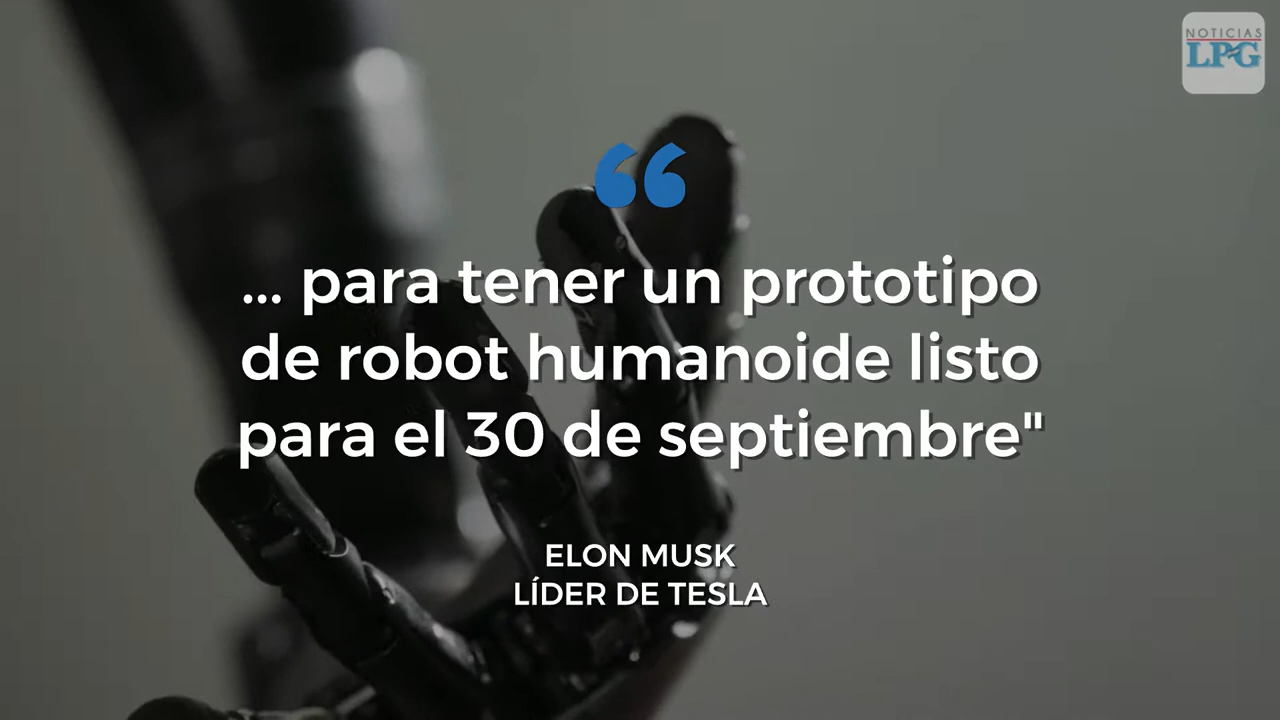 NOTICIAS
LPG
“
... para tener un prototipo
de robot humanoide listo
para el 30 de septiembre"
ELON MUSK
LÍDER DE TESLA